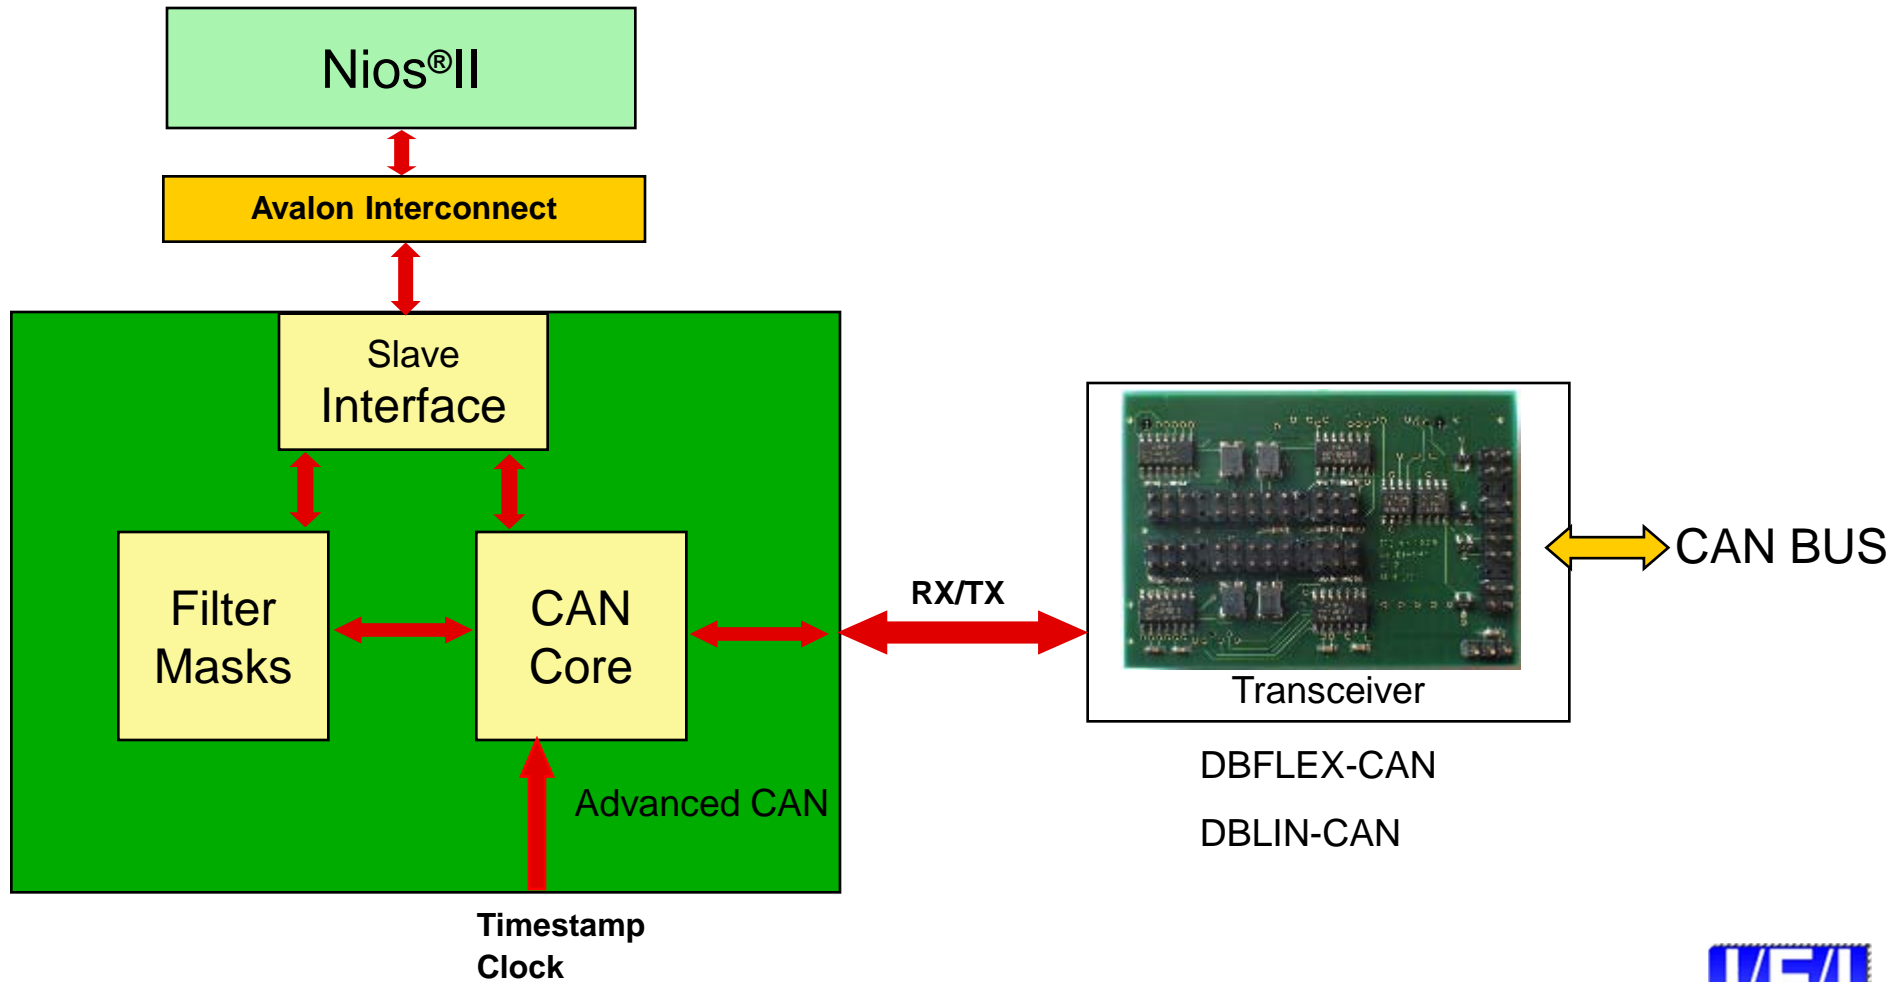 Nios®II
Avalon Interconnect
Slave
Interface
Filter
Masks
CAN
Core
RX/TX
CAN BUS
Transceiver
Advanced CAN
DBFLEX-CAN
DBLIN-CAN
Timestamp
Clock